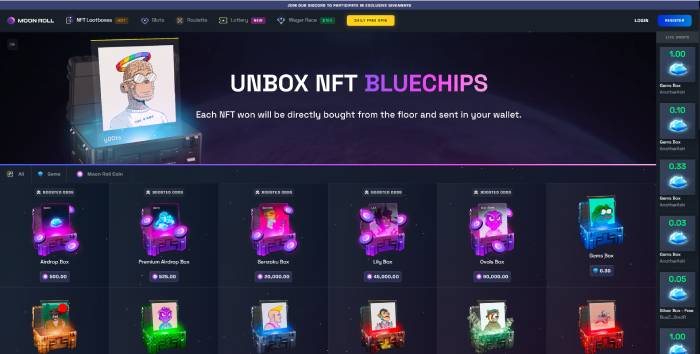 JOIN OUR DISCORD TO PARTICIPATE IN EXCLUSIVE GIVEAWAYS
MOON ROLL
NFT Lootboxes HOT
Slots
Roulette
Lottery NEW
Wager Race
DAILY FREE SPIN
LOGIN
REGISTER
UNBOX NFT BLUECHIPS
Each NFT won will be directly bought from the floor and sent in your wallet.
All
Gems
Moon Roll Coin
BOOSTED ODDS
Airdrop Box
500.00
BOOSTED ODDS
Premium Airdrop Box
525.00
BOOSTED ODDS
Genzoku Box
20,000.00
BOOSTED ODDS
Lily Box
45,000.00
BOOSTED ODDS
Ovols Box
90,000.00
Gems Box
0.30
LIVE DROPS
1.00
Gems Box
0.10
Gems Box
0.33
Gems Box
0.03
Gems Box
0.05
Silver Box - Free
1.00